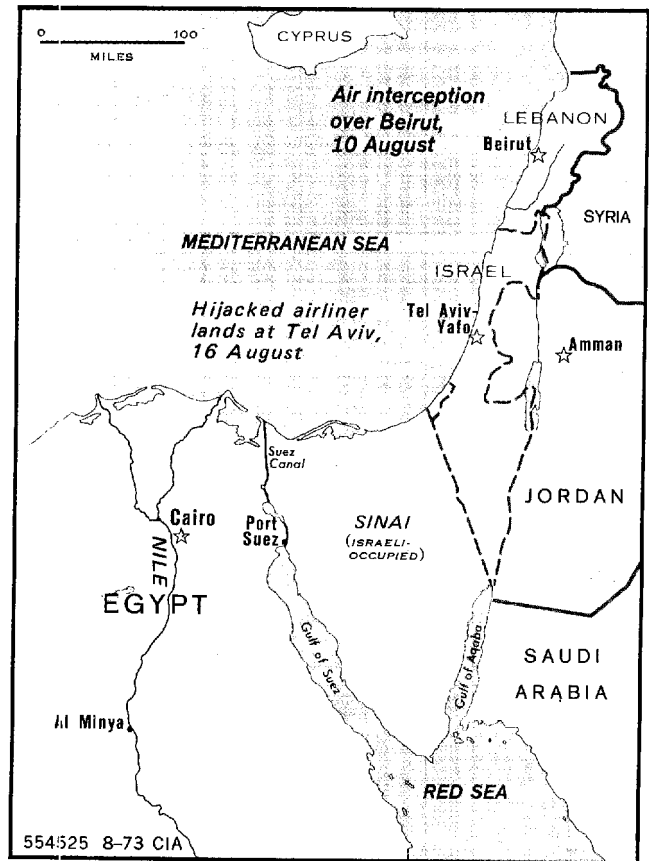 0 100
MILES
CYPRUS
Air interception
over Beirut,
10 August
LEBANON
Beirut
SYRIA
MEDITERRANEAN SEA
ISRAEL
Hijacked airliner
lands at Tel Aviv,
16 August
Tel Aviv-
Yafo
Amman
Suez
Canal
JORDAN
Cairo
Port
Suez
SINAI
(ISRAELI-
OCCUPIED)
NILE
EGYPT
Gulf of Suez
Gulf of Aqaba
SAUDI
ARABIA
Al Minya
RED SEA
554525 8-73 CIA